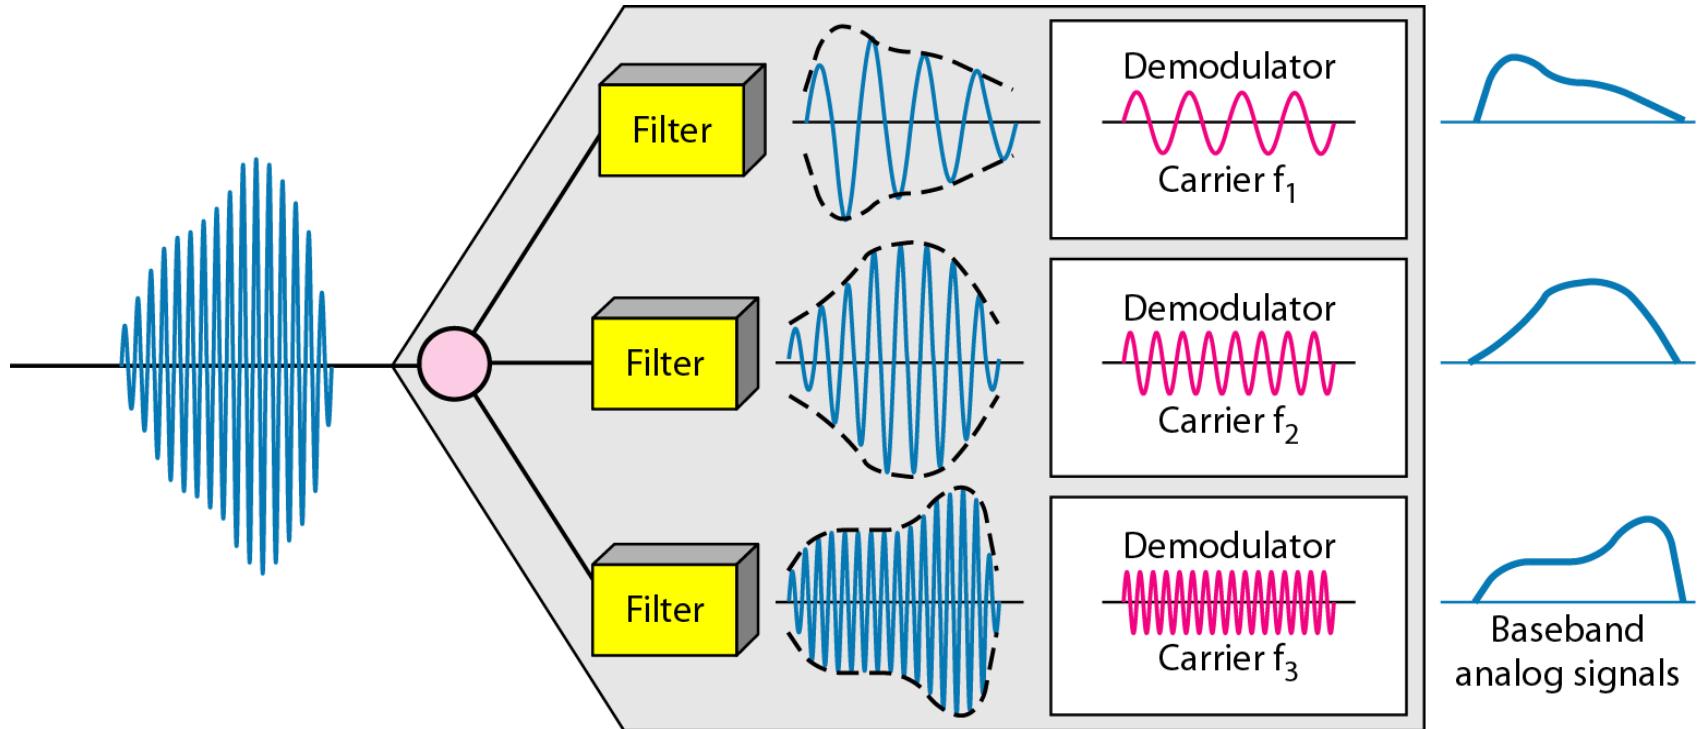 Filter
Demodulator
Carrier f1
Filter
Demodulator
Carrier f2
Filter
Demodulator
Carrier f3
Baseband
analog signals